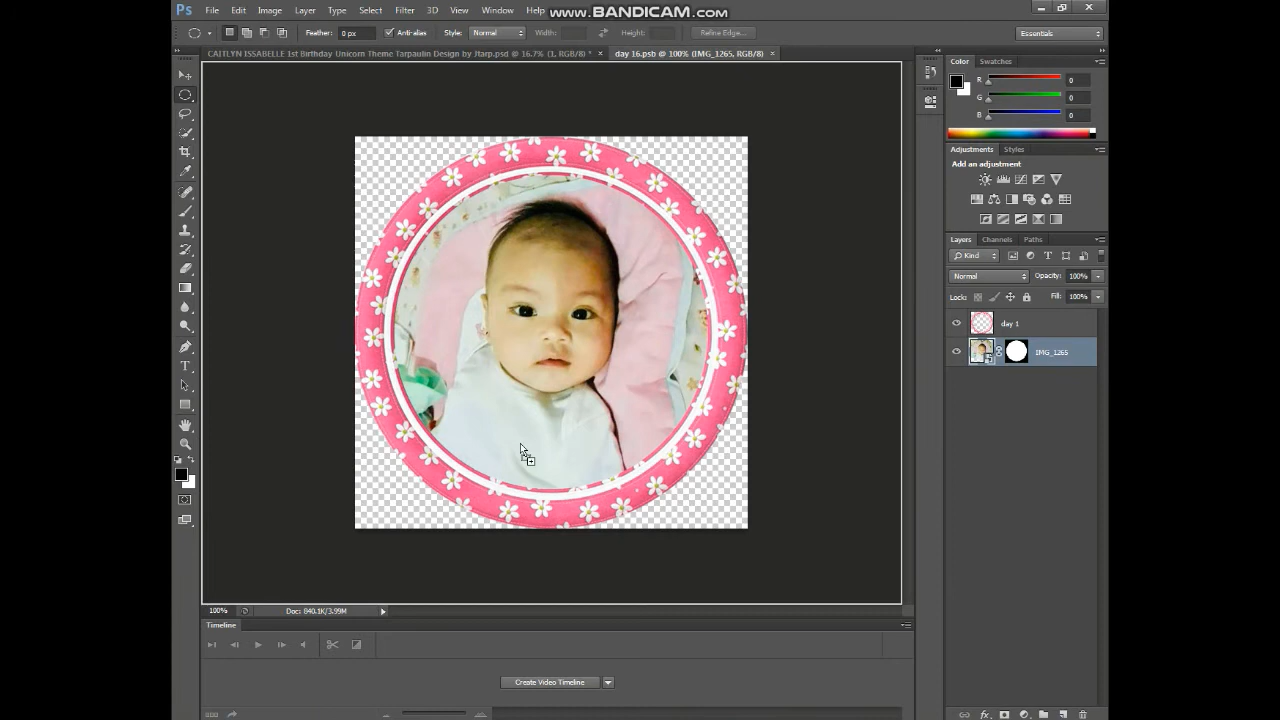 Ps File Edit Image Layer Type Select Filter 3D View Window Help www.BANDICAM.com
Feather: 0 px Anti-alias Style: Normal Width: Height: Refine Edge... Essentials
CAITLYN ISSABELLE 1st Birthday Unicorn Theme Tarpaulin Design by Jtarp.psd @ 16.7% (1, RGB/8) * × day 16.psb @ 100% (IMG_1265, RGB/8) ×
Color Swatches
R 0
G 0
B 0
Adjustments Styles
Add an adjustment
Layers Channels Paths
Kind
Normal Opacity: 100%
Lock: Fill: 100%
day 1
IMG_1265
100% Doc: 840.1K/3.99M
Timeline
Create Video Timeline
fx